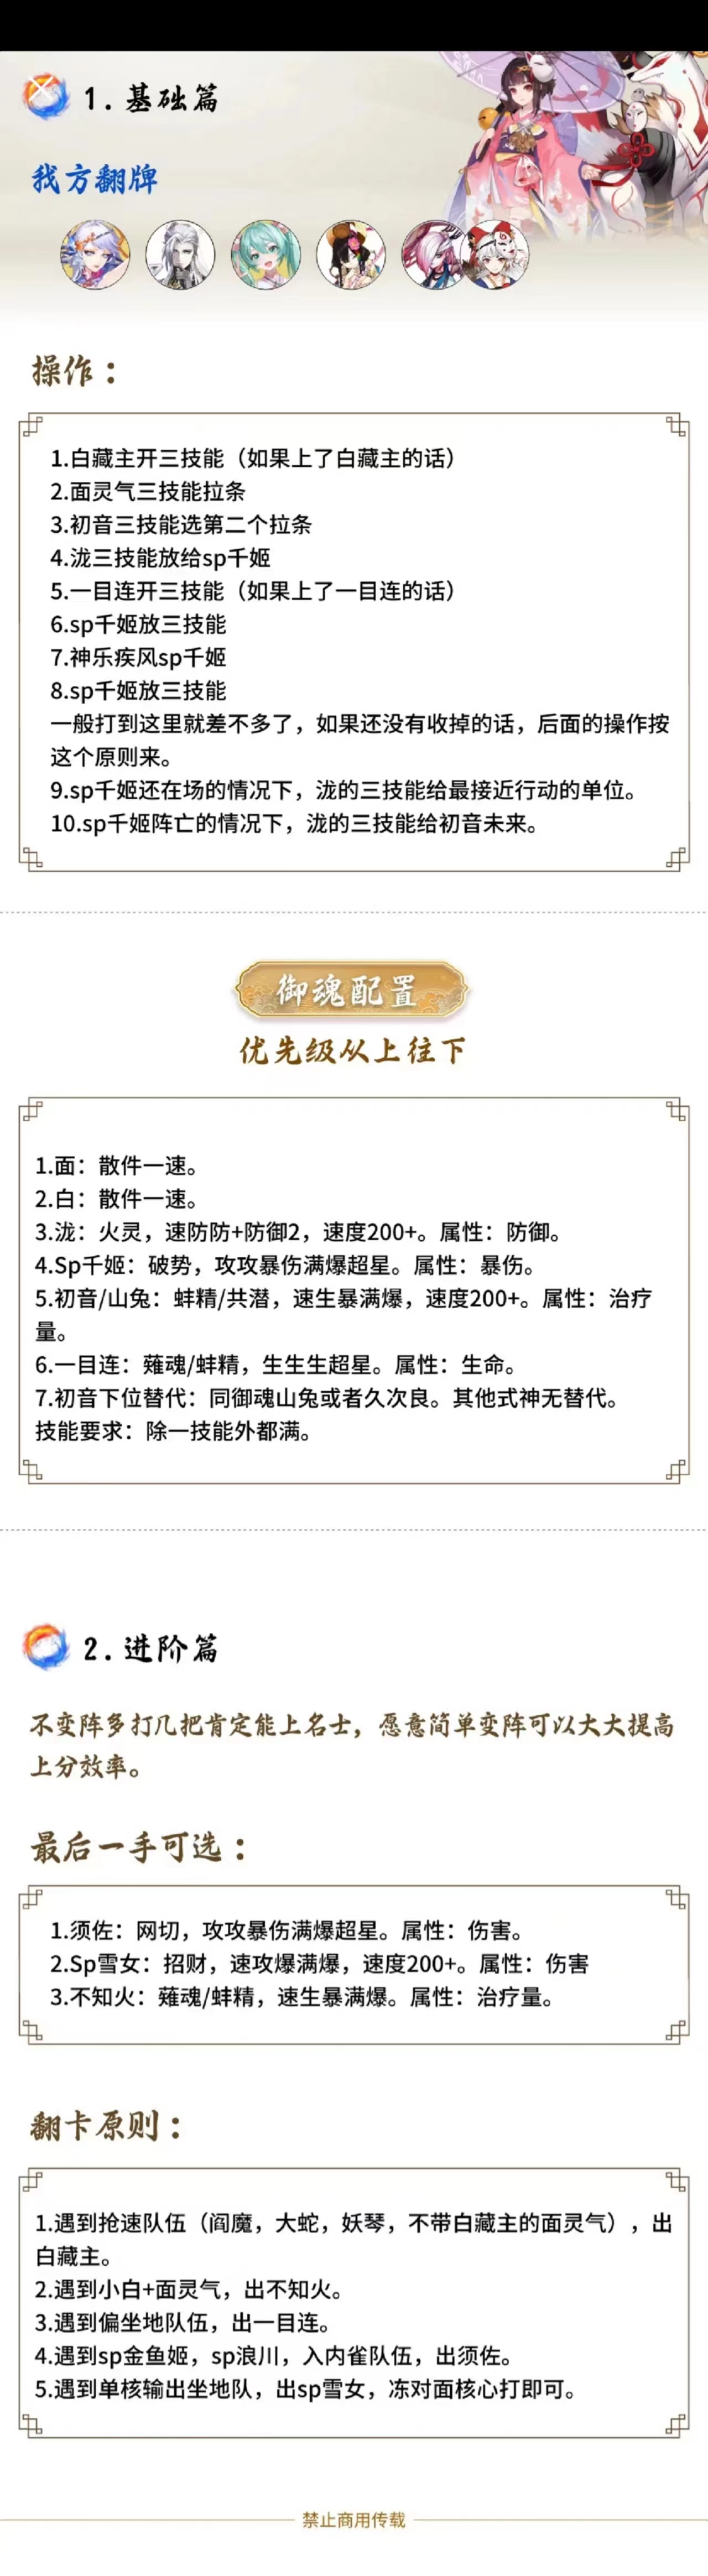 1.基础篇
我方翻牌
操作：
1.白藏主开三技能（如果上了白藏主的话）
2.面灵气三技能拉条
3.初音三技能选第二个拉条
4.泷三技能放给sp千姬
5.一目连开三技能（如果上了一目连的话）
6.sp千姬放三技能
7.神乐疾风sp千姬
8.sp千姬放三技能
一般打到这里就差不多了，如果还没有收掉的话，后面的操作按
这个原则来。
9.sp千姬还在场的情况下，泷的三技能给最接近行动的单位。
10.sp千姬阵亡的情况下，泷的三技能给初音未来。
御魂配置
优先级从上往下
1.面：散件一速。
2.白：散件一速。
3.泷：火灵，速防防+防御2，速度200+。属性：防御。
4.Sp千姬：破势，攻攻暴伤满爆超星。属性：暴伤。
5.初音/山兔：蚌精/共潜，速生暴满爆，速度200+。属性：治疗
量。
6.一目连：薙魂/蚌精，生生生超星。属性：生命。
7.初音下位替代：同御魂山兔或者久次良。其他式神无替代。
技能要求：除一技能外都满。
2.进阶篇
不变阵多打几把肯定能上名士，愿意简单变阵可以大大提高
上分效率。
最后一手可选：
1.须佐：网切，攻攻暴伤满爆超星。属性：伤害。
2.Sp雪女：招财，速攻爆满爆，速度200+。属性：伤害
3.不知火：薙魂/蚌精，速生暴满爆。属性：治疗量。
翻卡原则：
1.遇到抢速队伍（阎魔，大蛇，妖琴，不带白藏主的面灵气），出
白藏主。
2.遇到小白+面灵气，出不知火。
3.遇到偏坐地队伍，出一目连。
4.遇到sp金鱼姬，sp浪川，入内雀队伍，出须佐。
5.遇到单核输出坐地队，出sp雪女，冻对面核心打即可。
禁止商用传载